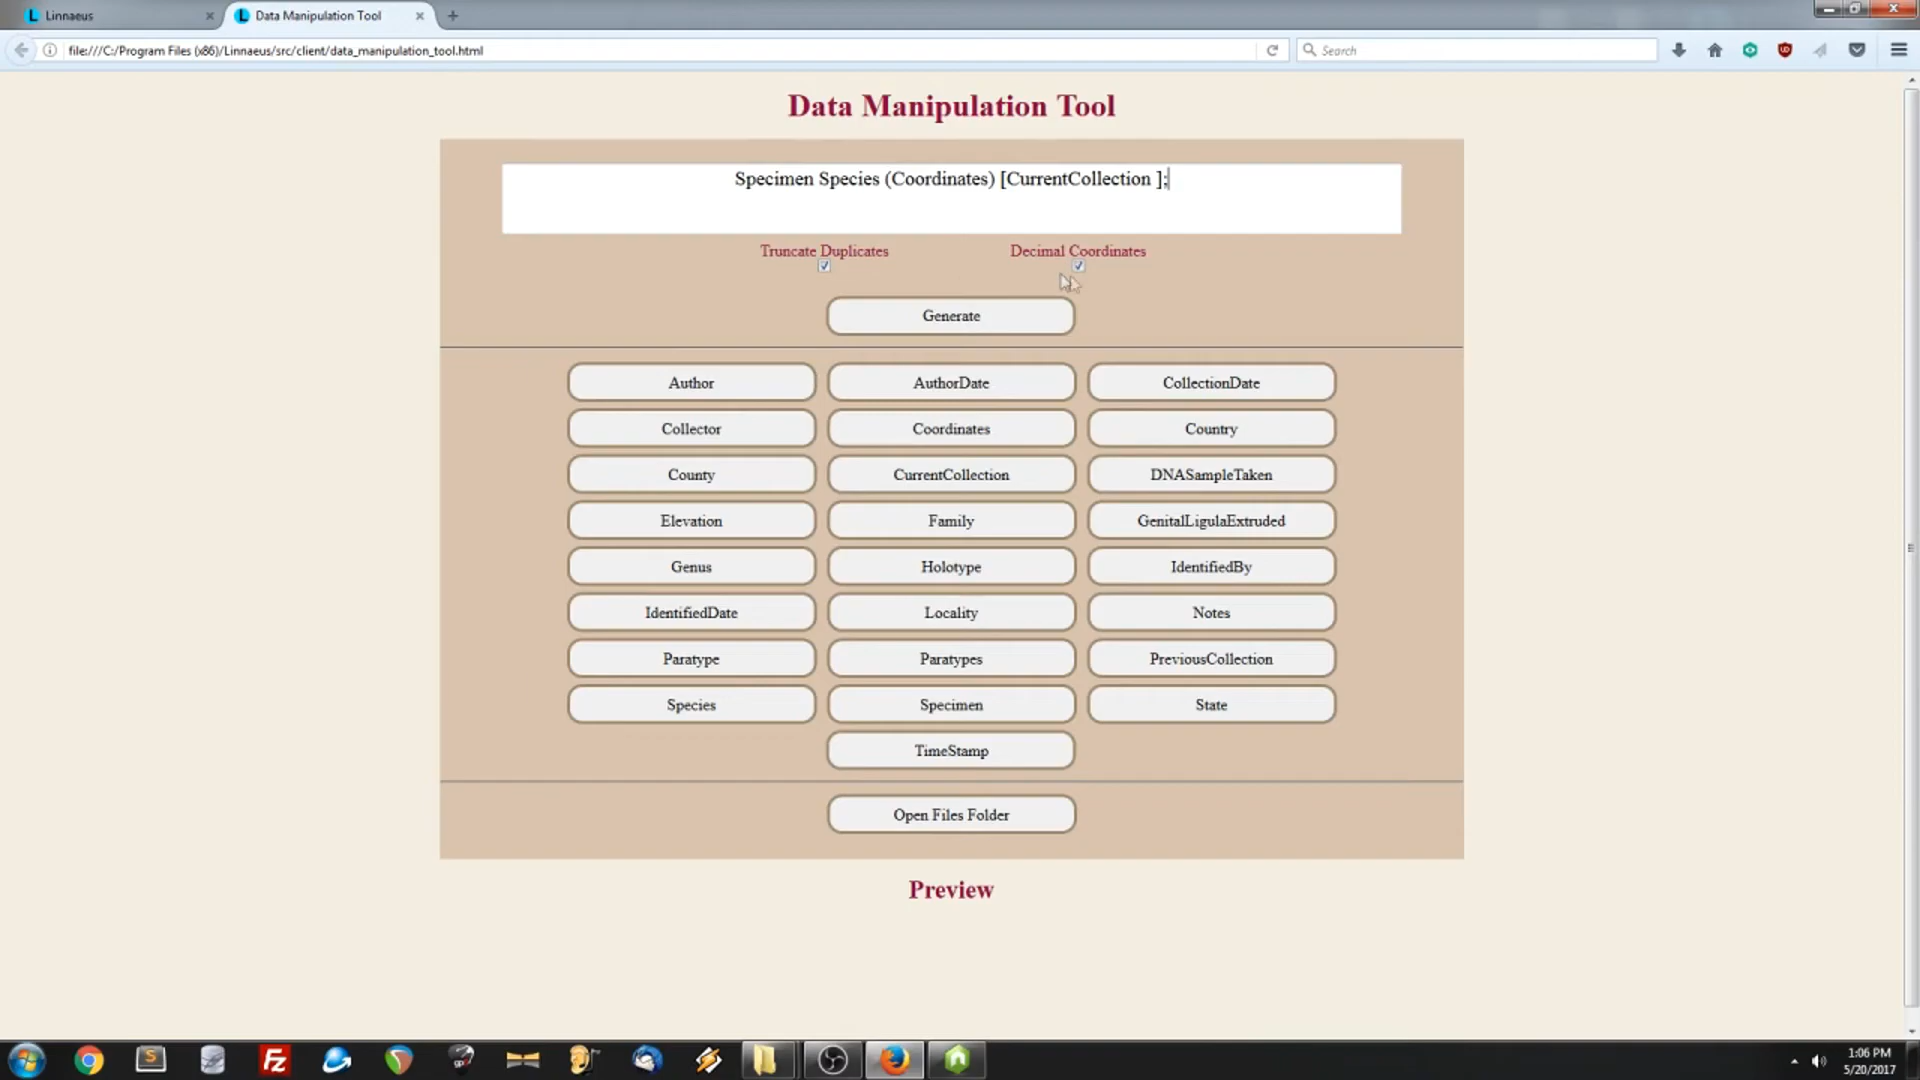 Linnaeus
Data Manipulation Tool
file:///C:/Program Files (x86)/Linnaeus/src/client/data_manipulation_tool.html
Search
Data Manipulation Tool
Specimen Species (Coordinates) [CurrentCollection ];
Truncate Duplicates
Decimal Coordinates
Generate
Author
AuthorDate
CollectionDate
Collector
Coordinates
Country
County
CurrentCollection
DNASampleTaken
Elevation
Family
GenitalLigulaExtruded
Genus
Holotype
IdentifiedBy
IdentifiedDate
Locality
Notes
Paratype
Paratypes
PreviousCollection
Species
Specimen
State
TimeStamp
Open Files Folder
Preview
1:06 PM
5/20/2017